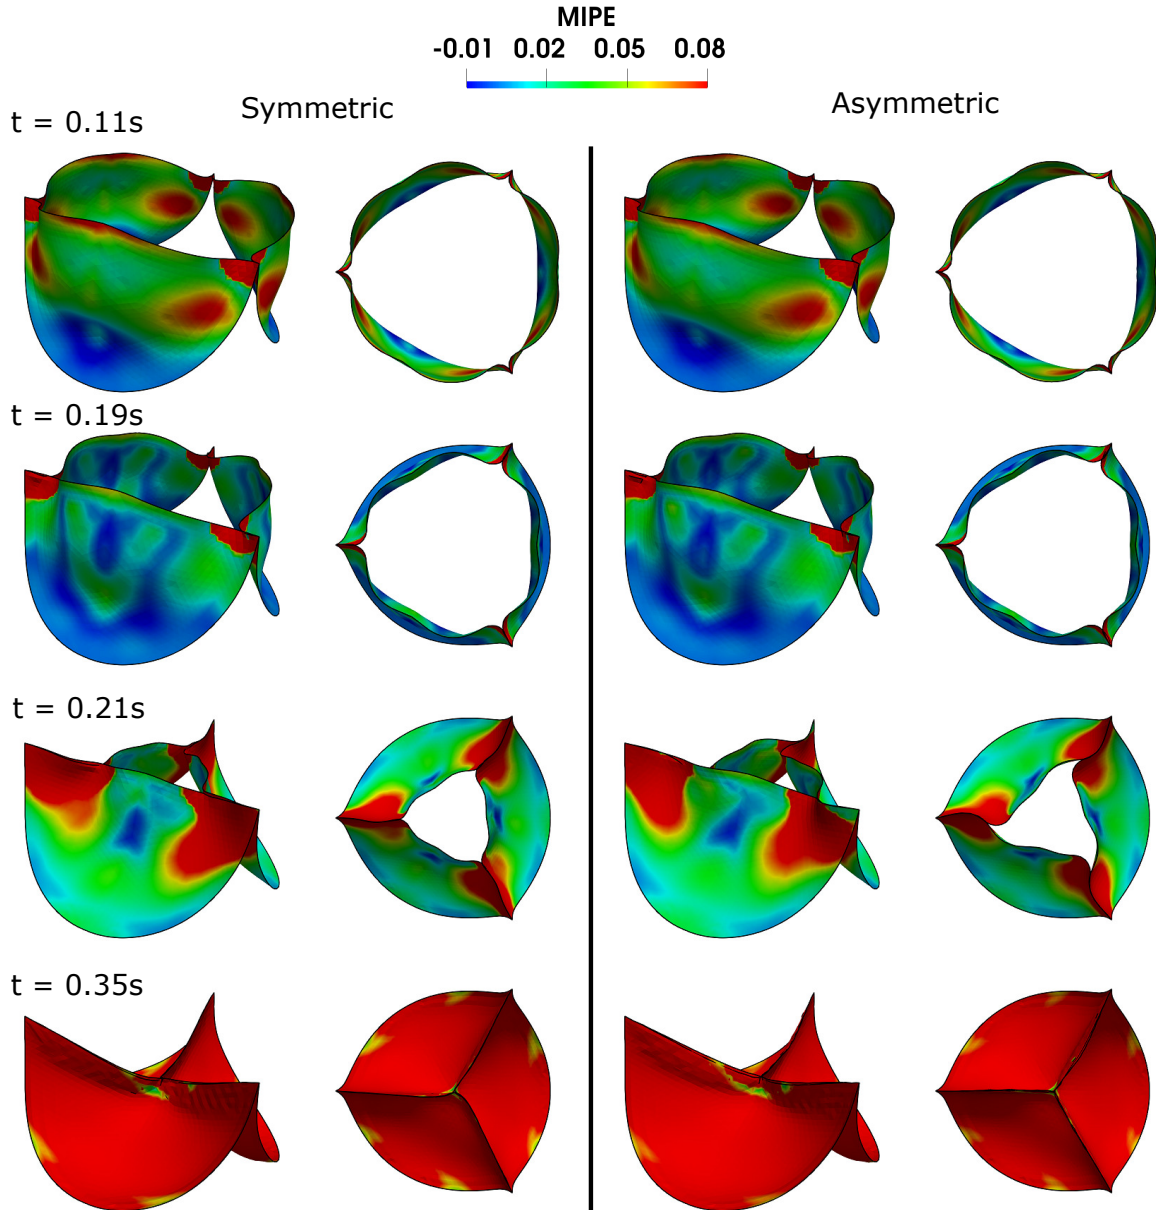 MIPE
-0.01 0.02 0.05 0.08
Symmetric
Asymmetric
t = 0.11s
t = 0.19s
t = 0.21s
t = 0.35s